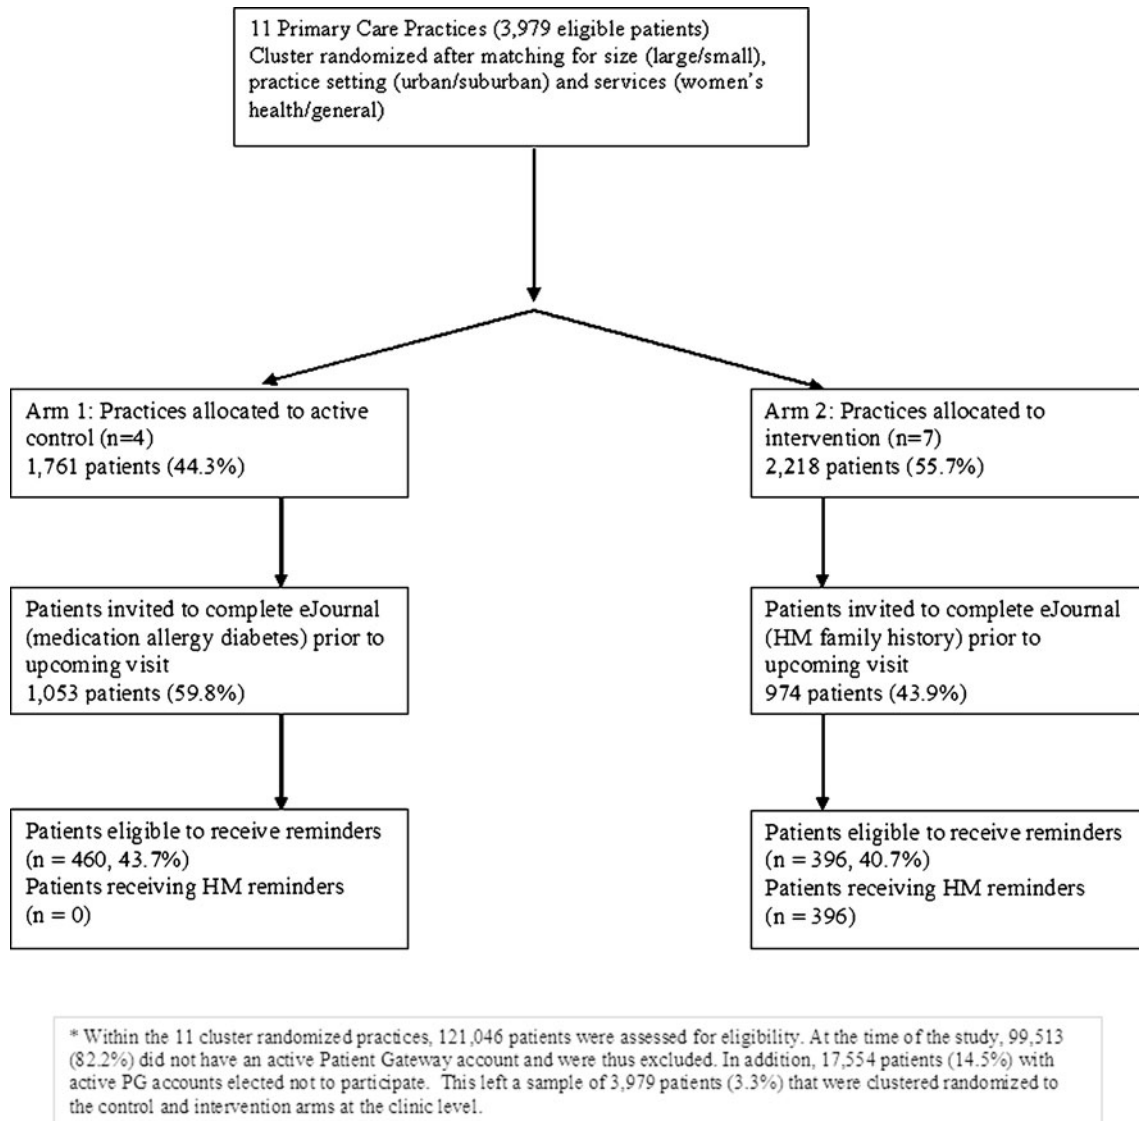 11 Primary Care Practices (3,979 eligible patients)
Cluster randomized after matching for size (large/small),
practice setting (urban/suburban) and services (women's
health/general)
Arm 1: Practices allocated to active
control (n=4)
1,761 patients (44.3%)
Arm 2: Practices allocated to
intervention (n=7)
2,218 patients (55.7%)
Patients invited to complete eJournal
(medication allergy diabetes) prior to
upcoming visit
1,053 patients (59.8%)
Patients invited to complete eJournal
(HM family history) prior to
upcoming visit
974 patients (43.9%)
Patients eligible to receive reminders
(n = 460, 43.7%)
Patients receiving HM reminders
(n = 0)
Patients eligible to receive reminders
(n = 396, 40.7%)
Patients receiving HM reminders
(n = 396)
* Within the 11 cluster randomized practices, 121,046 patients were assessed for eligibility. At the time of the study, 99,513
(82.2%) did not have an active Patient Gateway account and were thus excluded. In addition, 17,554 patients (14.5%) with
active PG accounts elected not to participate. This left a sample of 3,979 patients (3.3%) that were clustered randomized to
the control and intervention arms at the clinic level.